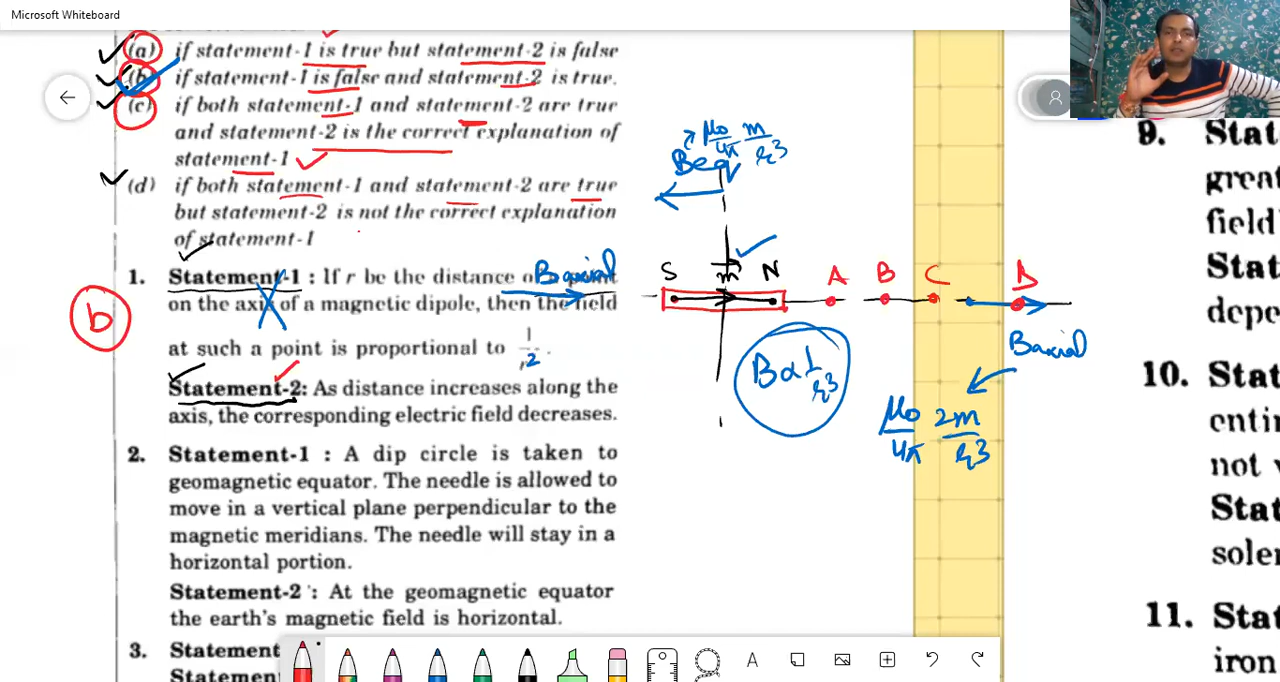 Microsoft Whiteboard
(a) if statement-1 is true but statement-2 is false
(b) if statement-1 is false and statement-2 is true.
(c) if both statement-1 and statement-2 are true
and statement-2 is the correct explanation of
statement-1
(d) if both statement-1 and statement-2 are true
but statement-2 is not the correct explanation
of statement-1
1. Statement-1 : If r be the distance of a point
on the axis of a magnetic dipole, then the field
at such a point is proportional to 1/r2.
Statement-2: As distance increases along the
axis, the corresponding electric field decreases.
b
2. Statement-1 : A dip circle is taken to
geomagnetic equator. The needle is allowed to
move in a vertical plane perpendicular to the
magnetic meridians. The needle will stay in a
horizontal portion.
Statement-2 : At the geomagnetic equator
the earth's magnetic field is horizontal.
3. Statement
Statemen
μ0/4π m/r3
Beq
Baxial
S m N A B C D
Baxial
B α 1/r3
μ0/4π 2m/r3
9. Stat
great
field
Stat
depe
10. Stat
enti
not
Stat
soler
11. Stat
iron
A